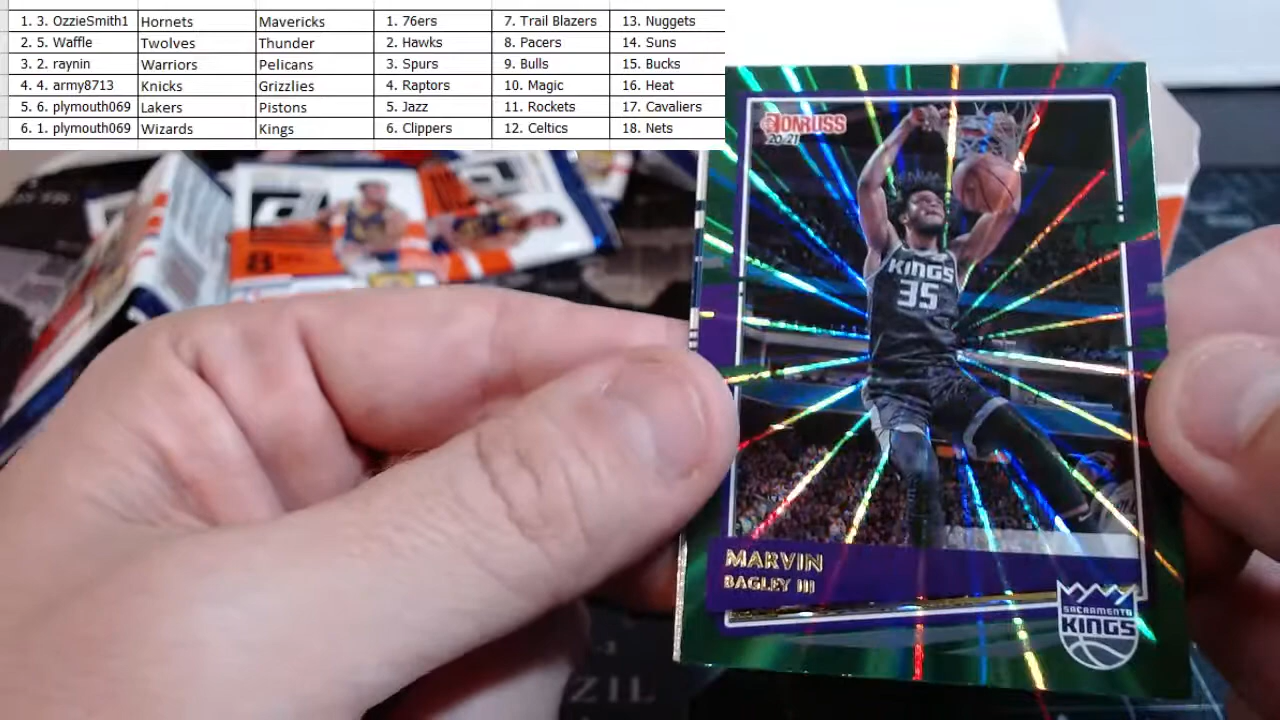 1. 3. OzzieSmith1 Hornets Mavericks 1. 76ers 7. Trail Blazers 13. Nuggets
2. 5. Waffle Twolves Thunder 2. Hawks 8. Pacers 14. Suns
3. 2. raynin Warriors Pelicans 3. Spurs 9. Bulls 15. Bucks
4. 4. army8713 Knicks Grizzlies 4. Raptors 10. Magic 16. Heat
5. 6. plymouth069 Lakers Pistons 5. Jazz 11. Rockets 17. Cavaliers
6. 1. plymouth069 Wizards Kings 6. Clippers 12. Celtics 18. Nets
DONRUSS
20-21
KINGS
35
MARVIN
BAGLEY III
SACRAMENTO
KINGS
8
ZIL